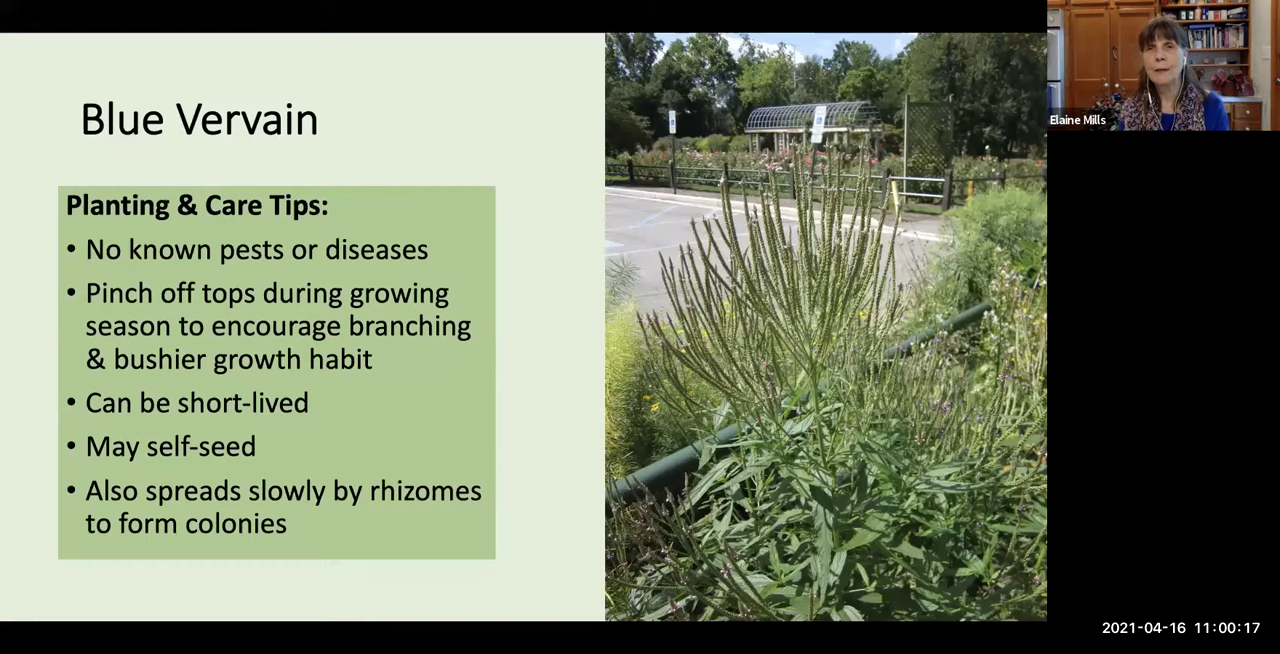 Blue Vervain
Planting & Care Tips:
• No known pests or diseases
• Pinch off tops during growing
season to encourage branching
& bushier growth habit
• Can be short-lived
• May self-seed
• Also spreads slowly by rhizomes
to form colonies
Elaine Mills
2021-04-16 11:00:17